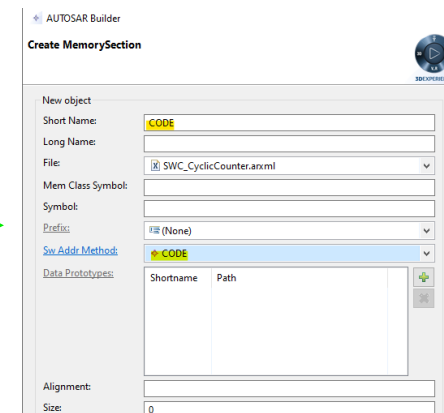 AUTOSAR Builder
Create MemorySection
3DEXPERIENCE
New object
Short Name: CODE
Long Name:
File: SWC_CyclicCounter.arxml
Mem Class Symbol:
Symbol:
Prefix: (None)
Sw Addr Method: CODE
Data Prototypes: Shortname Path
Alignment:
Size: 0